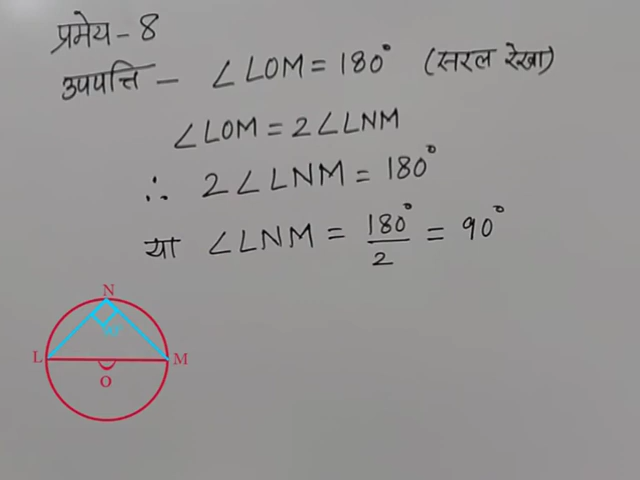 प्रमेय - 8
उपपत्ति - ∠LOM = 180° (सरल रेखा)
∠LOM = 2∠LNM
∴ 2∠LNM = 180°
या ∠LNM = 180°/2 = 90°
N
L M
O